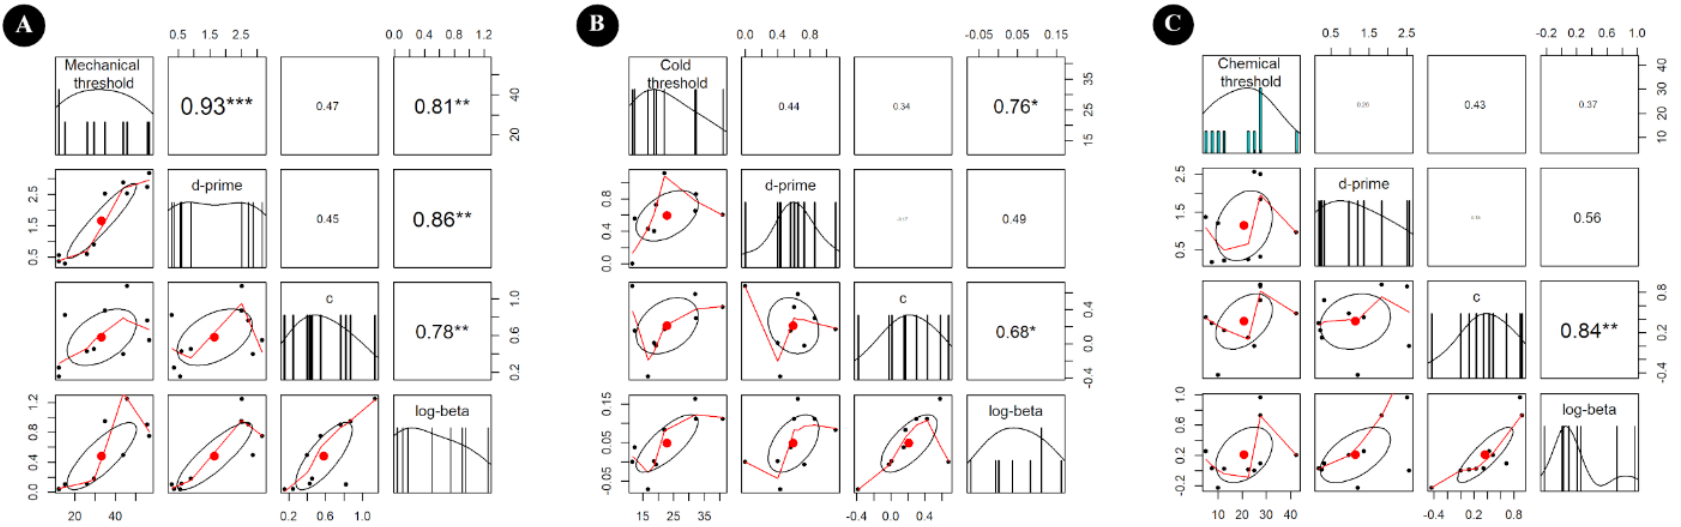 A
0.5 1.5 2.5
0.0 0.4 0.8 1.2
Mechanical
threshold
0.93***
0.47
0.81**
20 40
0.5 1.5 2.5
d-prime
0.45
0.86**
c
0.78**
0.2 0.6 1.0
0.0 0.4 0.8 1.2
log-beta
20 40
0.2 0.6 1.0
B
0.0 0.4 0.8
-0.05 0.05 0.15
Cold
threshold
0.44
0.34
0.76*
15 25 35
0.0 0.4 0.8
d-prime
0.49
c
0.68*
-0.4 0.0 0.4
-0.05 0.05 0.15
log-beta
15 25 35
-0.4 0.0 0.4
C
0.5 1.5 2.5
-0.2 0.2 0.6 1.0
Chemical
threshold
0.43
0.37
10 20 30 40
0.5 1.5 2.5
d-prime
0.56
c
0.84**
-0.4 0.2 0.8
-0.2 0.2 0.6 1.0
log-beta
10 20 30 40
-0.4 0.2 0.8